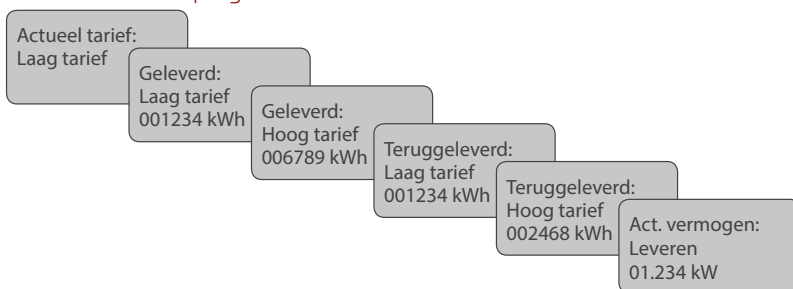 Actueel tarief:
Laag tarief
Geleverd:
Laag tarief
001234 kWh
Geleverd:
Hoog tarief
006789 kWh
Teruggeleverd:
Laag tarief
001234 kWh
Teruggeleverd:
Hoog tarief
002468 kWh
Act. vermogen:
Leveren
01.234 kW